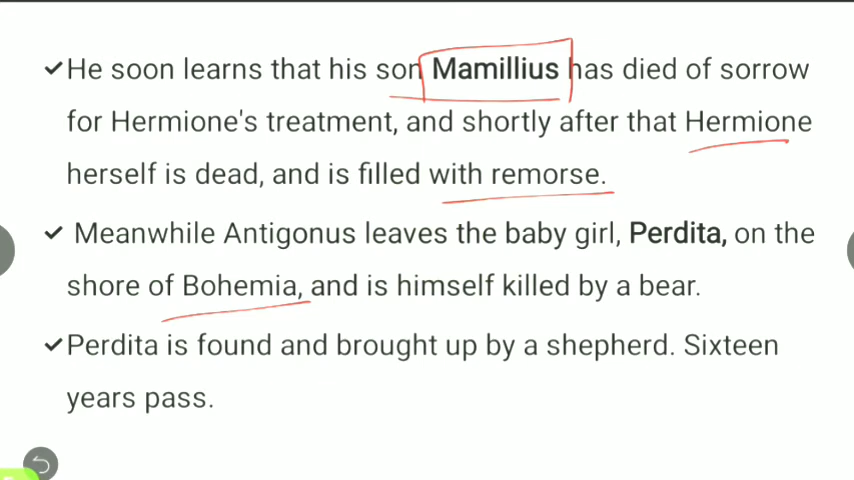 ✓He soon learns that his son Mamillius has died of sorrow
for Hermione's treatment, and shortly after that Hermione
herself is dead, and is filled with remorse.
✓ Meanwhile Antigonus leaves the baby girl, Perdita, on the
shore of Bohemia, and is himself killed by a bear.
✓Perdita is found and brought up by a shepherd. Sixteen
years pass.